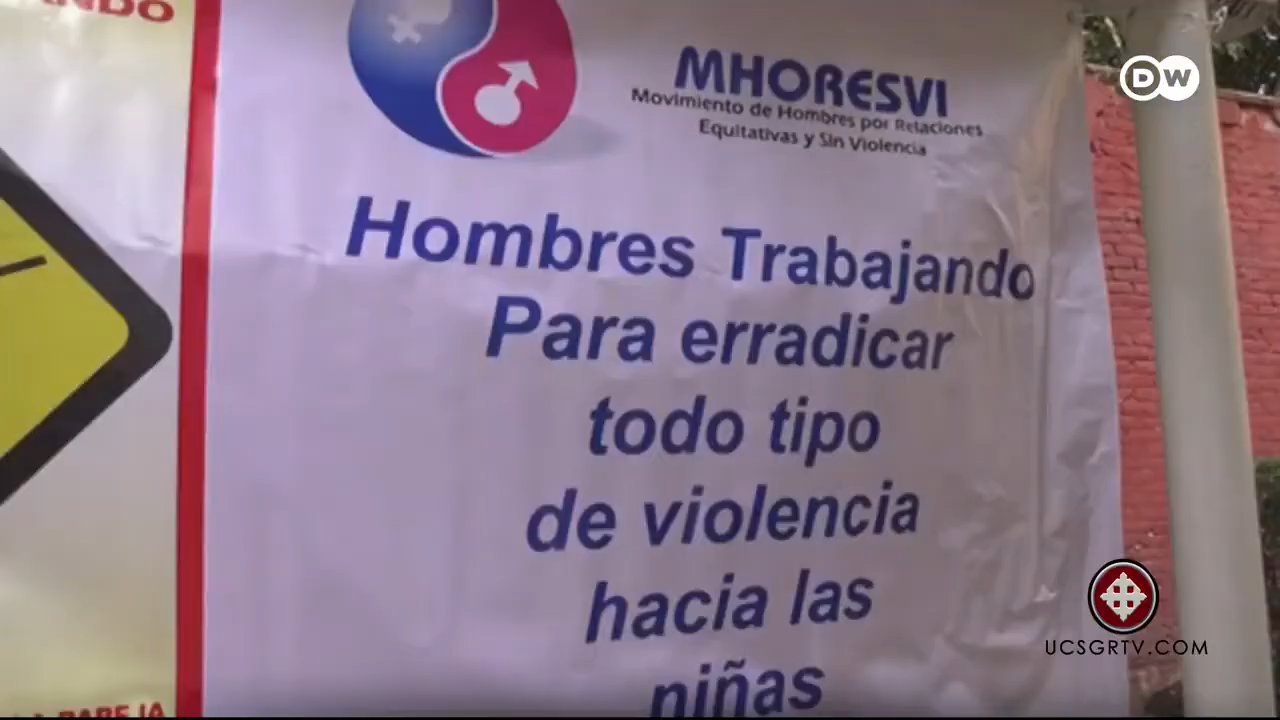 MHORESVI
Movimiento de Hombres por Relaciones
Equitativas y Sin Violencia
Hombres Trabajando
Para erradicar
todo tipo
de violencia
hacia las
niñas
DW
UCSGRTV.COM